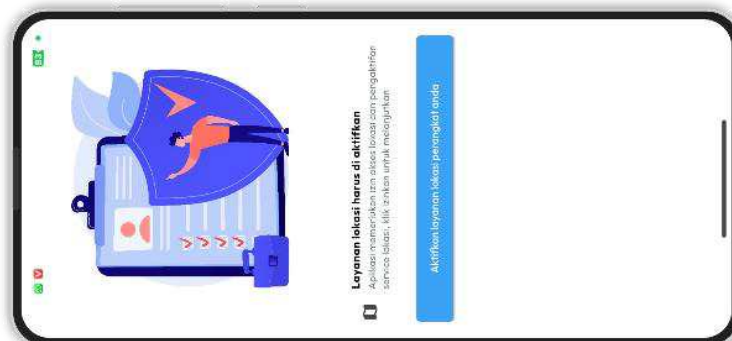 53
Layanan lokasi harus di aktifkan
Aplikasi memerlukan izin akses lokasi dan pengaktifan
service lokasi, klik izinkan untuk melanjutkan
Aktifkan layanan lokasi perangkat anda